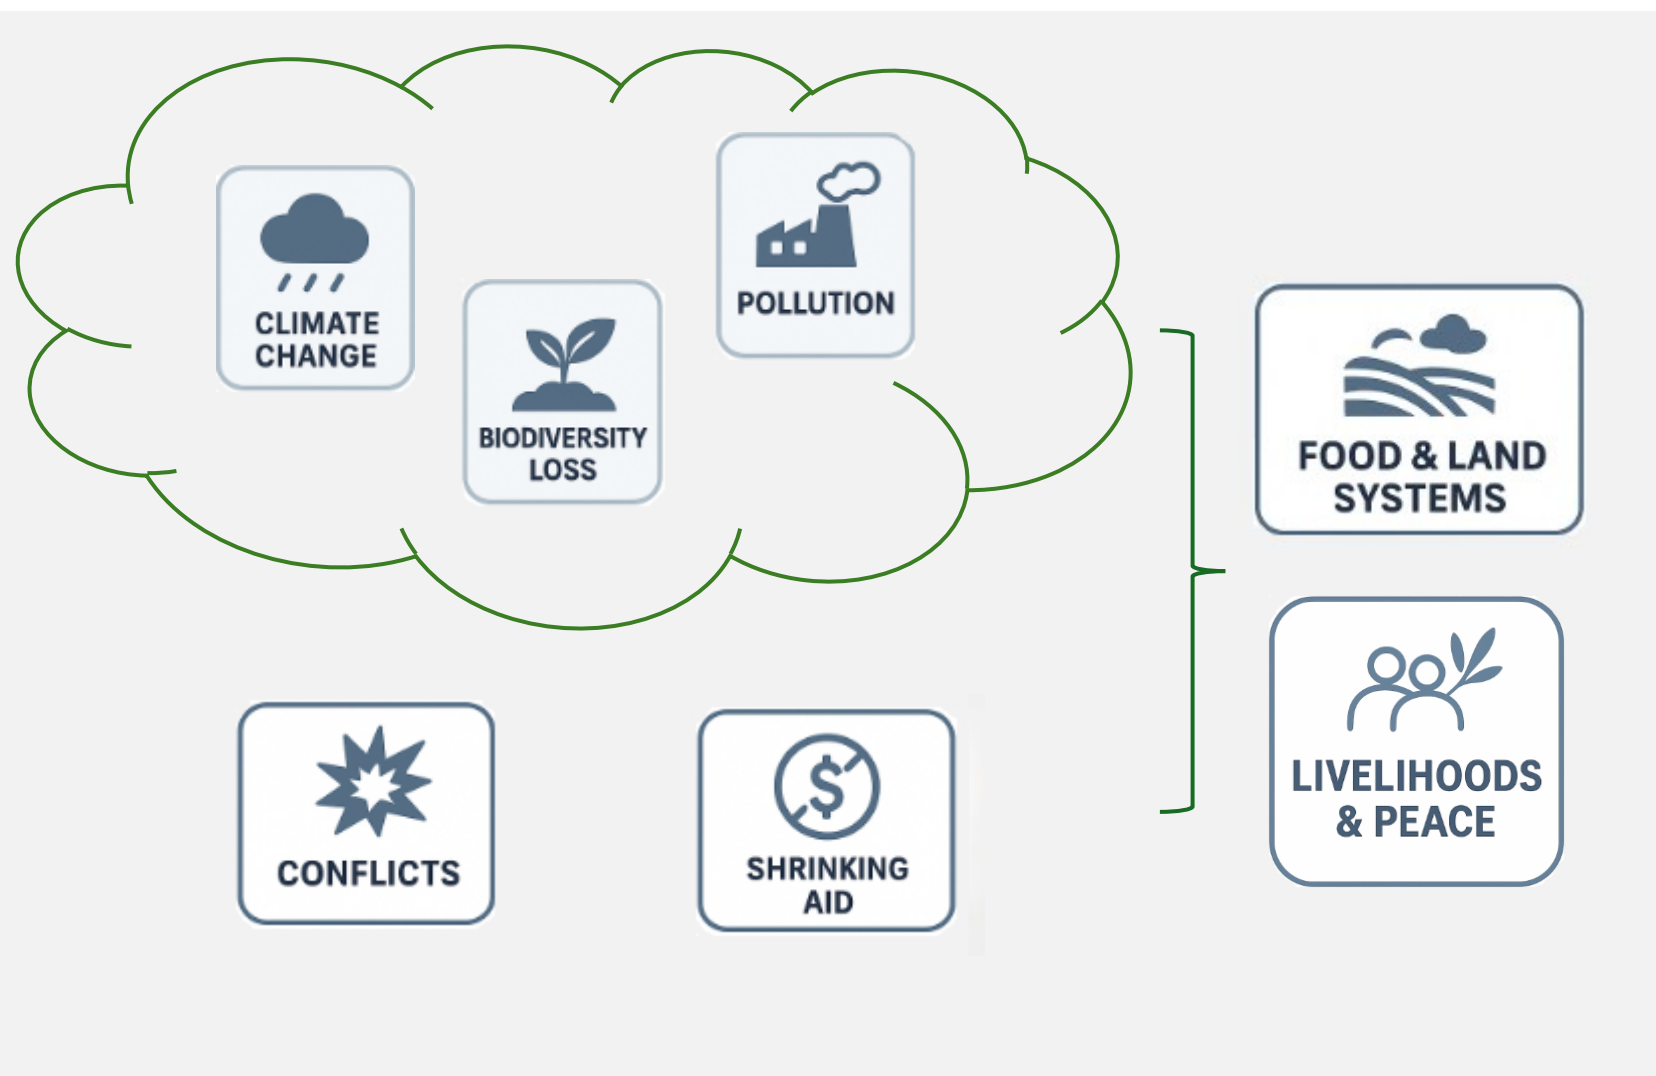 CLIMATE
CHANGE
BIODIVERSITY
LOSS
POLLUTION
FOOD & LAND
SYSTEMS
LIVELIHOODS
& PEACE
CONFLICTS
SHRINKING
AID